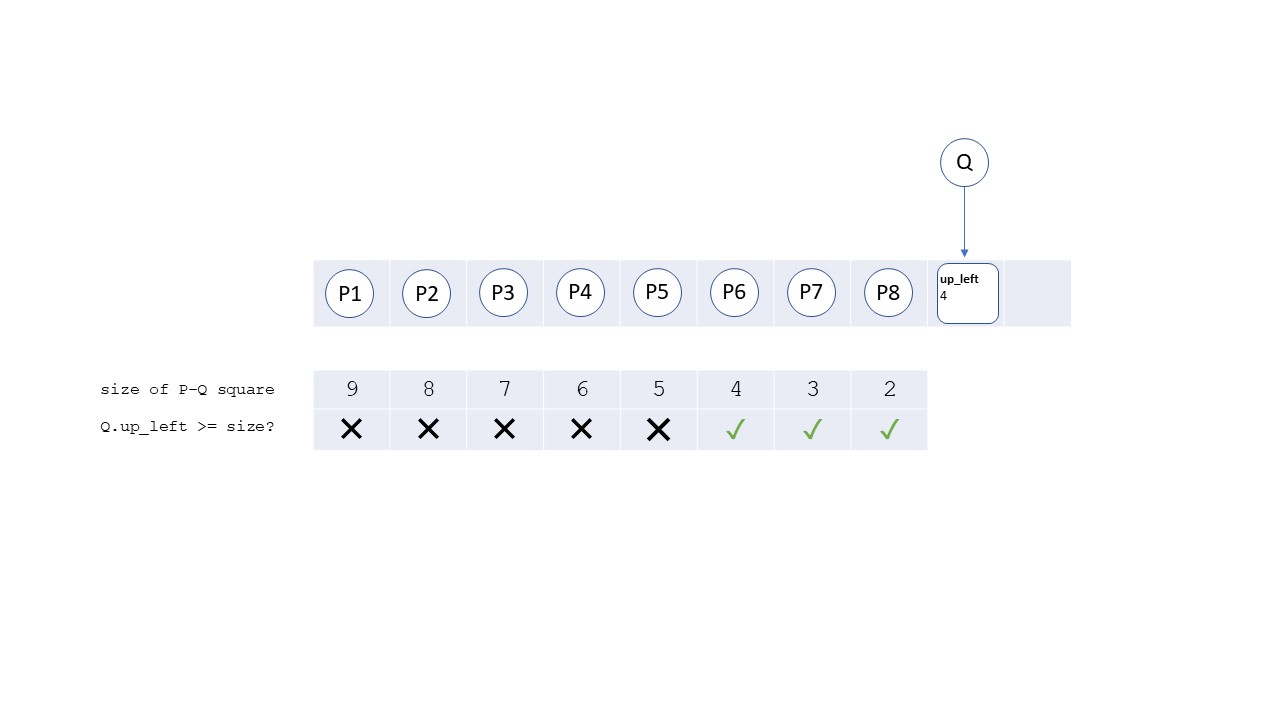 Q
P1 P2 P3 P4 P5 P6 P7 P8 up_left
4
size of P-Q square 9 8 7 6 5 4 3 2
Q.up_left >= size? ✕ ✕ ✕ ✕ ✕ ✓ ✓ ✓